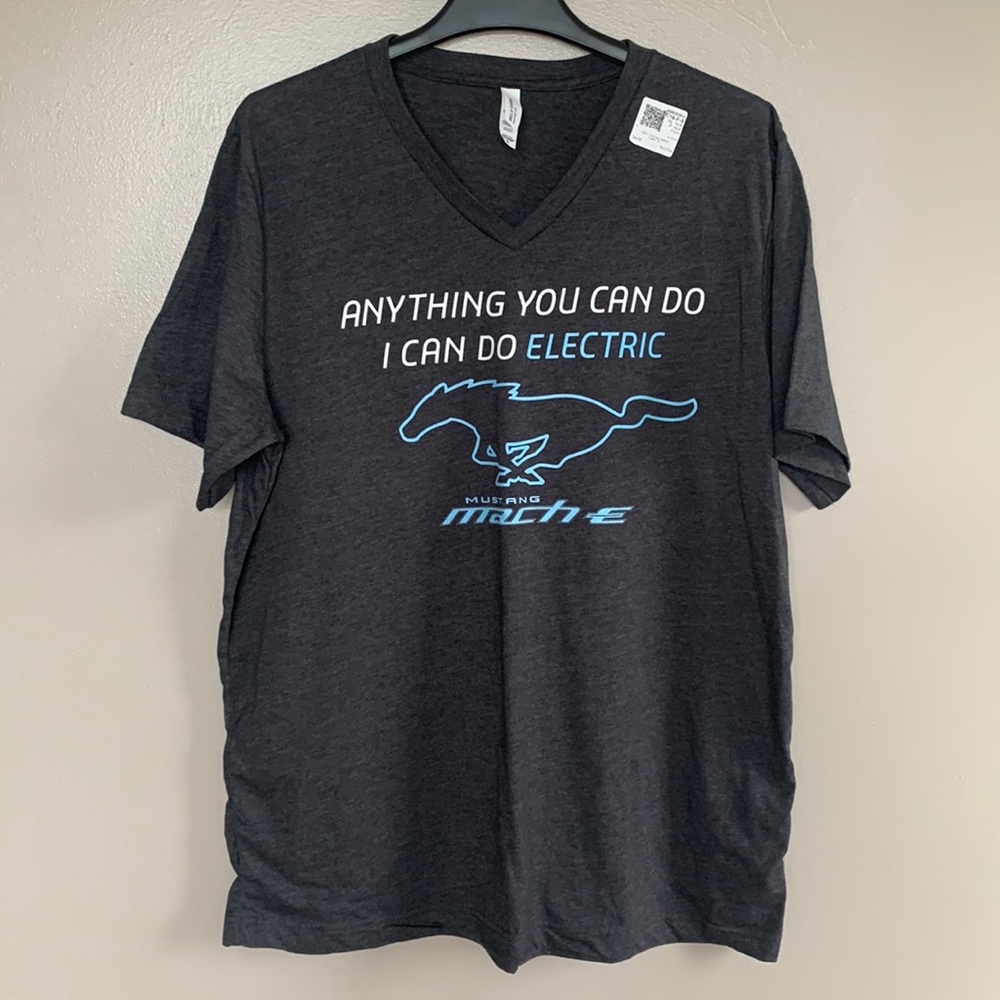 ANYTHING YOU CAN DO
I CAN DO ELECTRIC
MUSTANG
mach-E